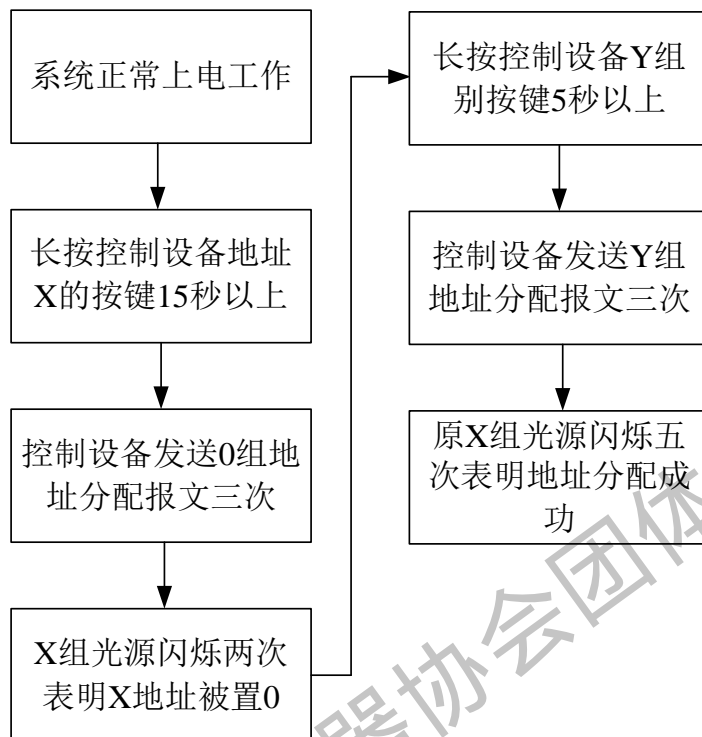 系统正常上电工作
长按控制设备地址
X的按键15秒以上
控制设备发送0组地
址分配报文三次
X组光源闪烁两次
表明X地址被置0
长按控制设备Y组
别按键5秒以上
控制设备发送Y组
地址分配报文三次
原X组光源闪烁五
次表明地址分配成
功
器协会团体